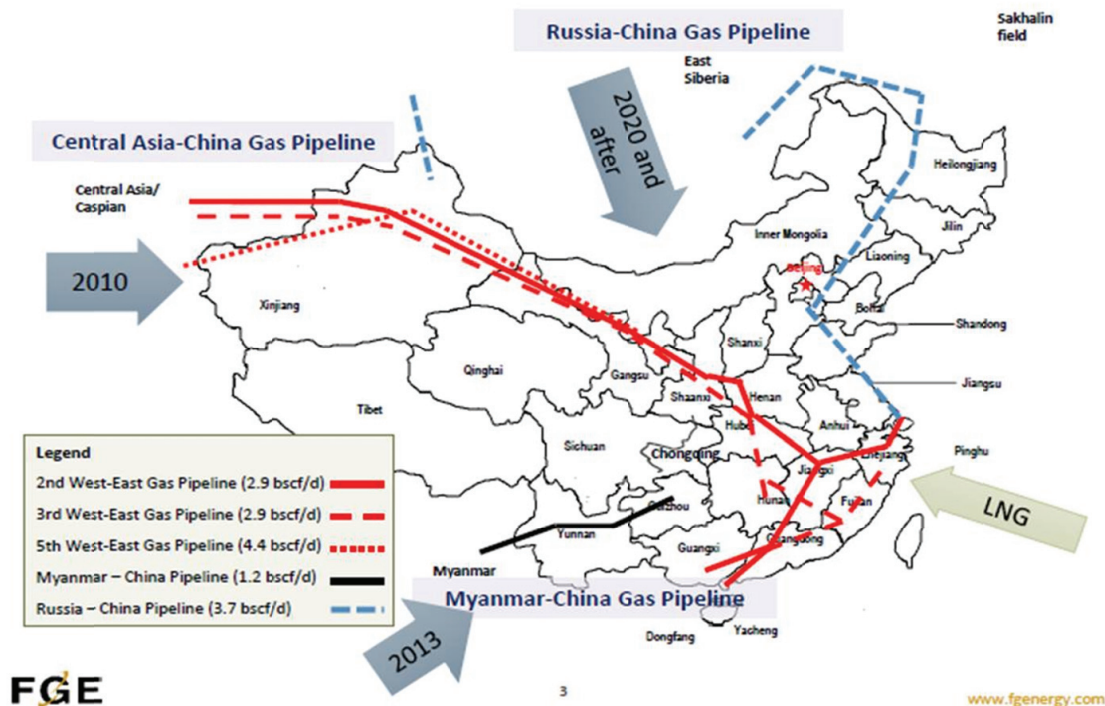 Russia-China Gas Pipeline
Sakhalin
field
East
Siberia
2020 and
after
Central Asia-China Gas Pipeline
Central Asia/
Caspian
2010
Heilongjiang
Jilin
Inner Mongolia
Liaoning
Beijing
Bohai
Xinjiang
Shandong
Shanxi
Qinghai
Gangsu
Jiangsu
Shaanxi
Henan
Tibet
Hubei
Anhui
Sichuan
Chongqing
Zhejiang
Pinghu
Jiangxi
Hunan
Fujian
LNG
Guizhou
Yunnan
Guangxi
Guangdong
Legend
2nd West-East Gas Pipeline (2.9 bscf/d)
3rd West-East Gas Pipeline (2.9 bscf/d)
5th West-East Gas Pipeline (4.4 bscf/d)
Myanmar – China Pipeline (1.2 bscf/d)
Russia – China Pipeline (3.7 bscf/d)
Myanmar
Myanmar-China Gas Pipeline
2013
Dongfang
Yacheng
FGE
3
www.fgenergy.com